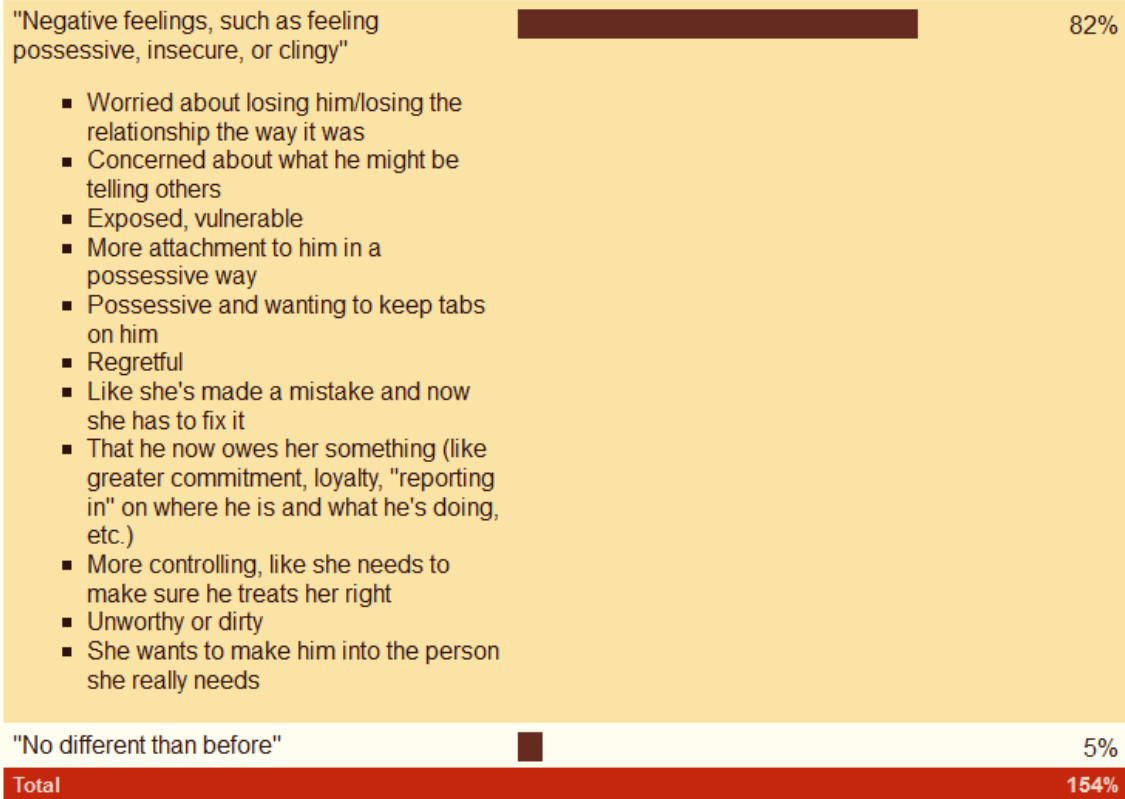 "Negative feelings, such as feeling
possessive, insecure, or clingy"
82%
▪ Worried about losing him/losing the
relationship the way it was
▪ Concerned about what he might be
telling others
▪ Exposed, vulnerable
▪ More attachment to him in a
possessive way
▪ Possessive and wanting to keep tabs
on him
▪ Regretful
▪ Like she's made a mistake and now
she has to fix it
▪ That he now owes her something (like
greater commitment, loyalty, "reporting
in" on where he is and what he's doing,
etc.)
▪ More controlling, like she needs to
make sure he treats her right
▪ Unworthy or dirty
▪ She wants to make him into the person
she really needs
"No different than before"
5%
Total
154%